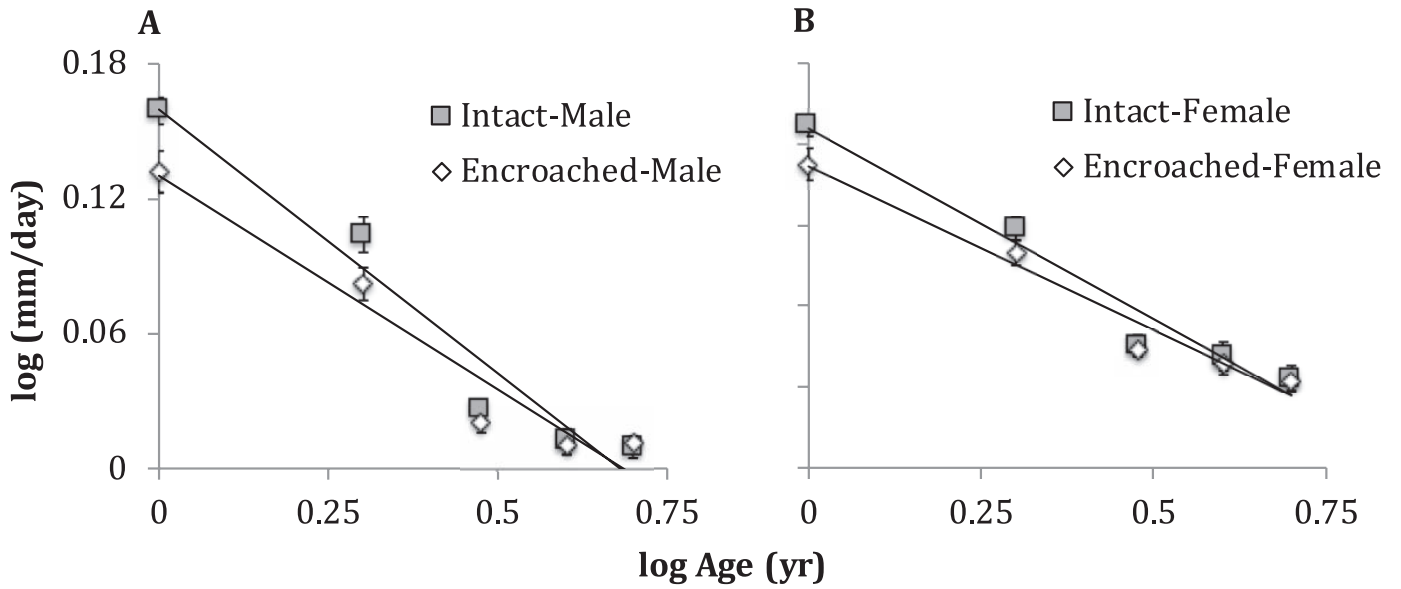 A
B
0.18
0.12
0.06
0
Intact-Male
Encroached-Male
Intact-Female
Encroached-Female
log (mm/day)
0 0.25 0.5 0.75
0 0.25 0.5 0.75
log Age (yr)